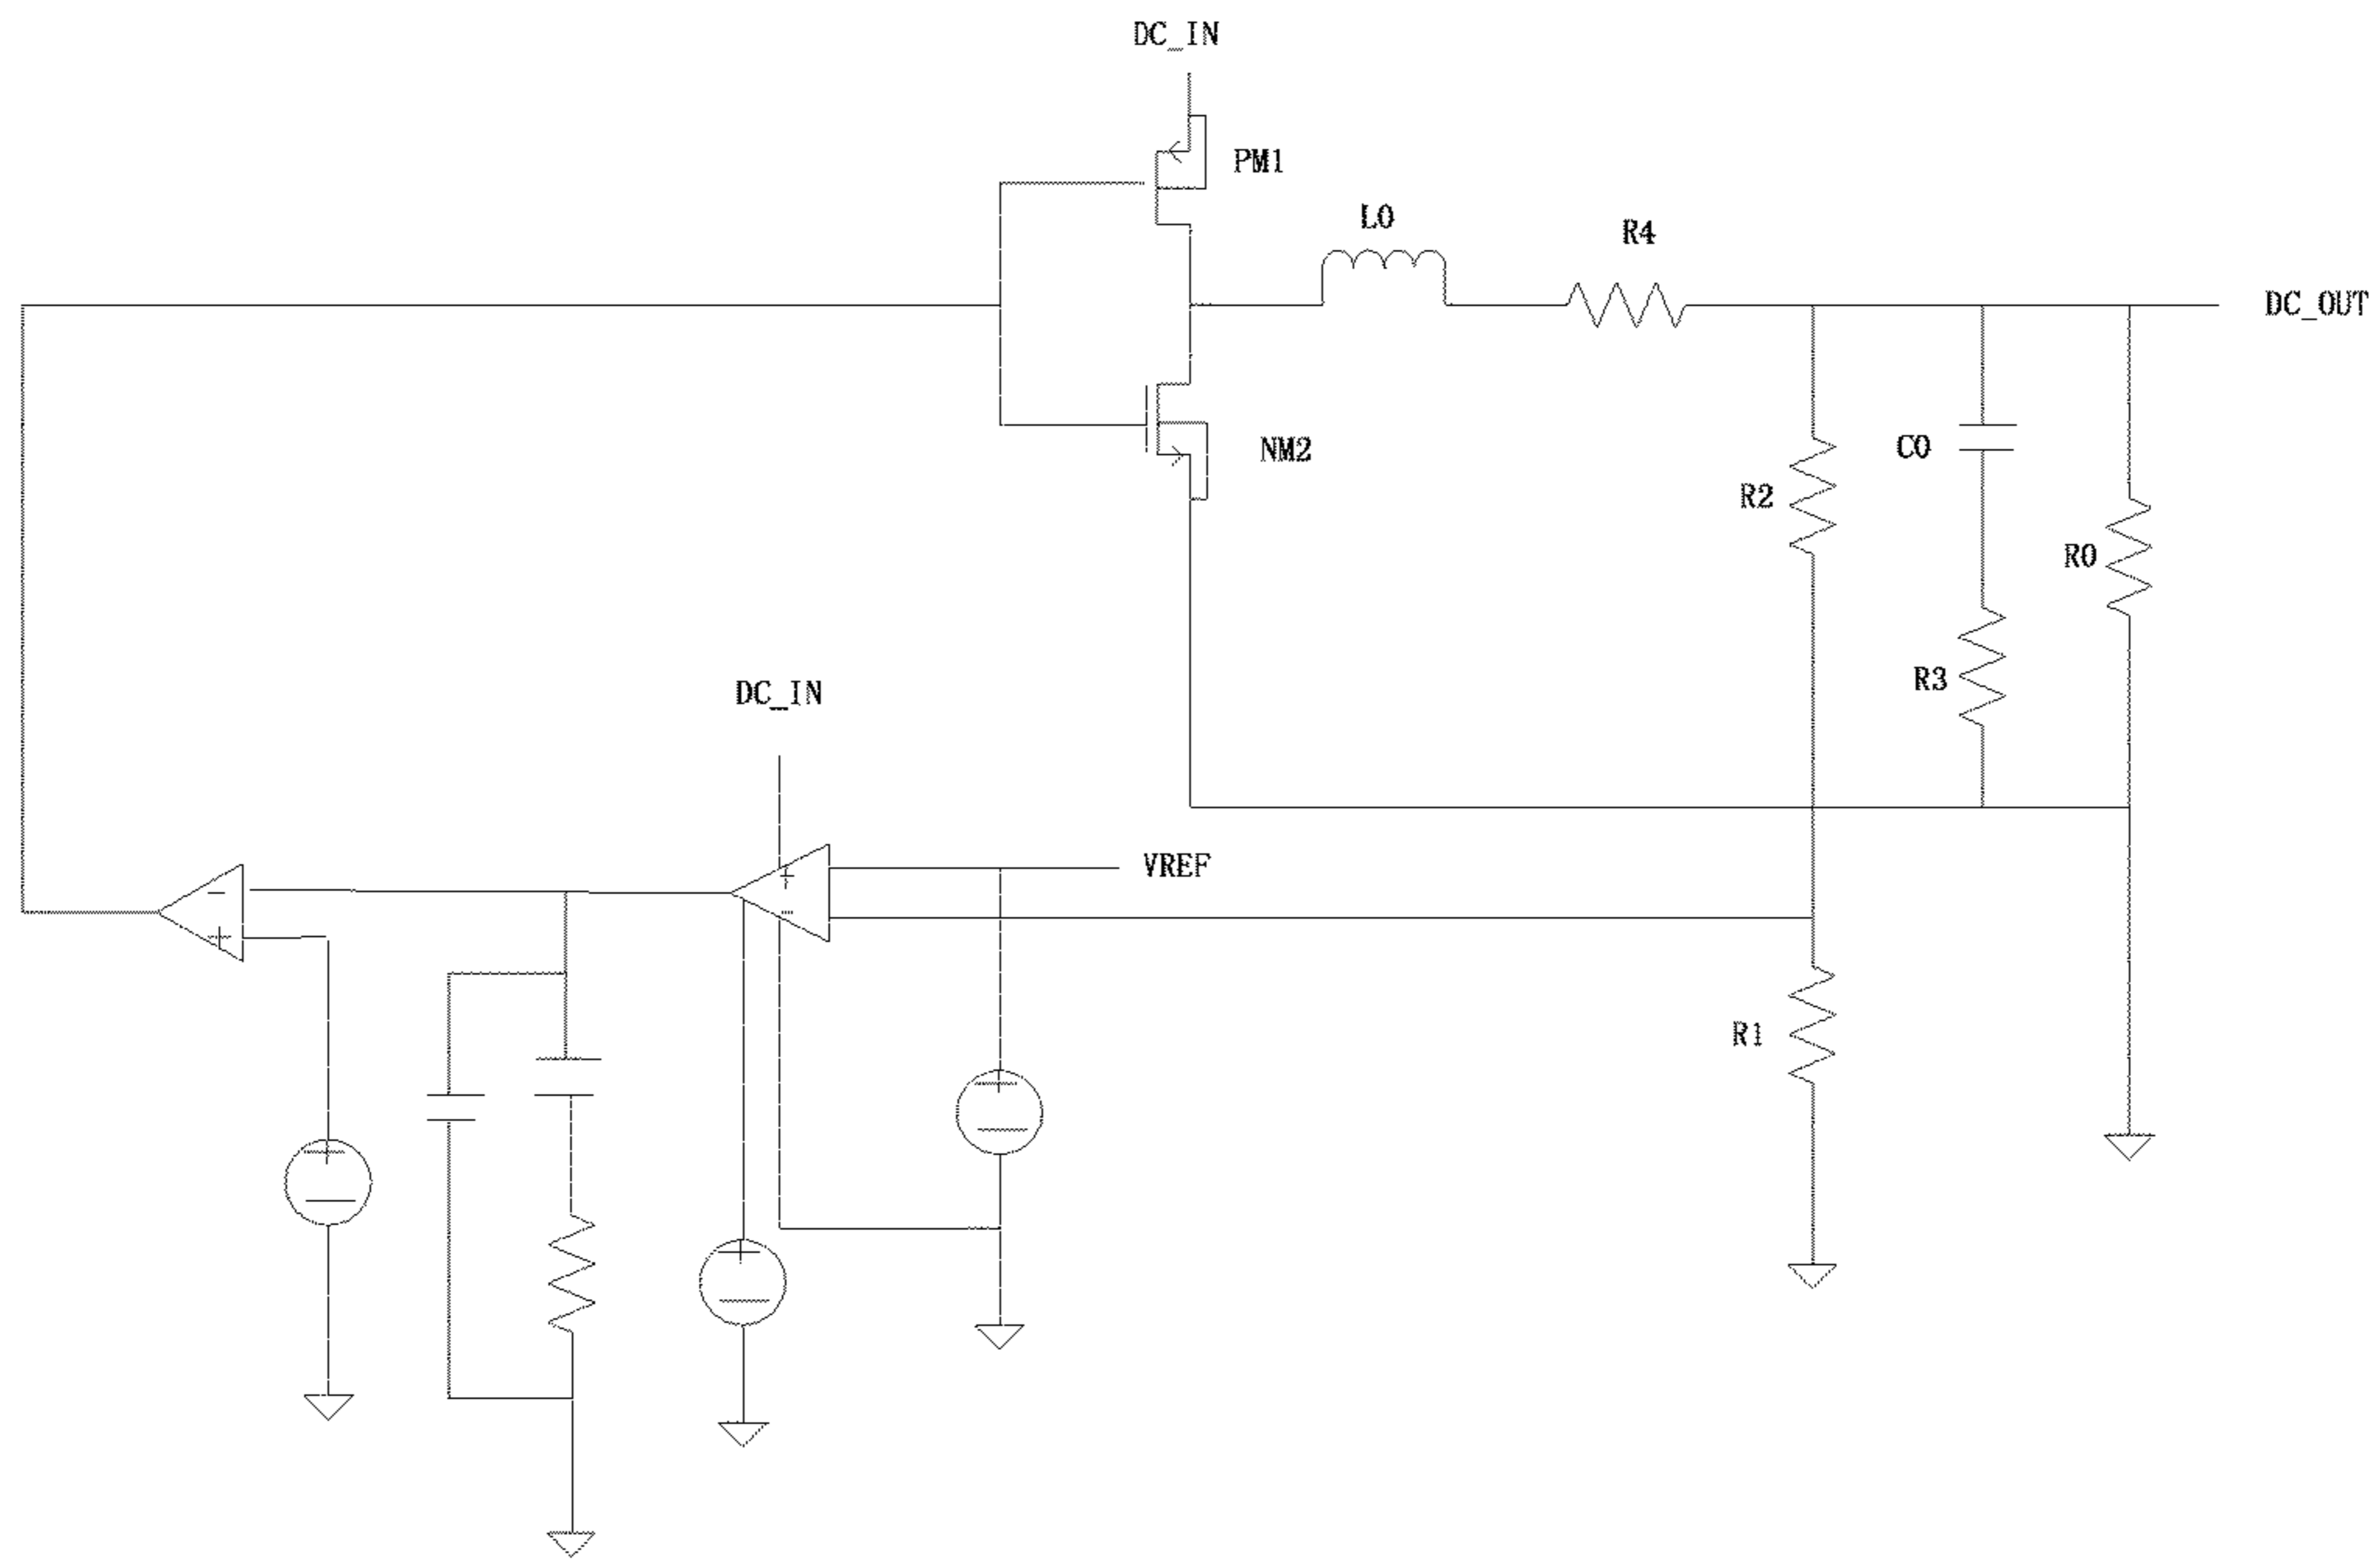 DC_IN
PM1
L0
R4
DC_OUT
NM2
C0
R2
R0
R3
DC_IN
VREF
R1